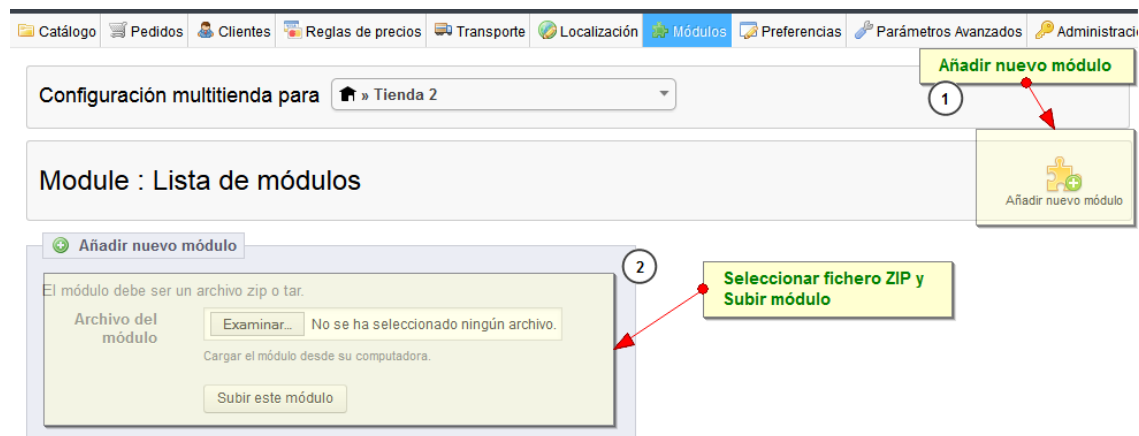 Catálogo Pedidos Clientes Reglas de precios Transporte Localización Módulos Preferencias Parámetros Avanzados
Añadir nuevo módulo
Configuración multitienda para » Tienda 2
1
Module : Lista de módulos
Añadir nuevo módulo
Añadir nuevo módulo
2
Seleccionar fichero ZIP y
Subir módulo
El módulo debe ser un archivo zip o tar.
Archivo del
módulo
Examinar... No se ha seleccionado ningún archivo.
Cargar el módulo desde su computadora.
Subir este módulo